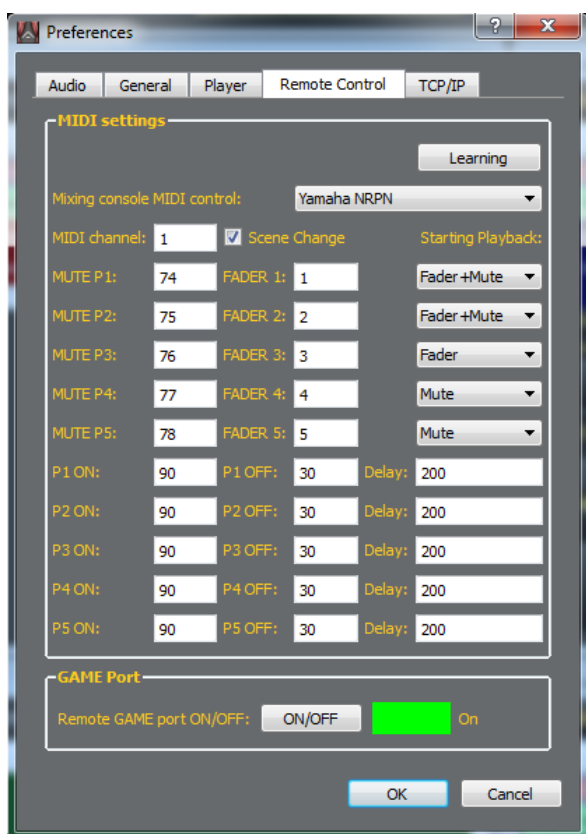 Preferences
? X
Audio General Player Remote Control TCP/IP
MIDI settings
Learning
Mixing console MIDI control: Yamaha NRPN
MIDI channel: 1 Scene Change Starting Playback:
MUTE P1: 74 FADER 1: 1 Fader+Mute
MUTE P2: 75 FADER 2: 2 Fader+Mute
MUTE P3: 76 FADER 3: 3 Fader
MUTE P4: 77 FADER 4: 4 Mute
MUTE P5: 78 FADER 5: 5 Mute
P1 ON: 90 P1 OFF: 30 Delay: 200
P2 ON: 90 P2 OFF: 30 Delay: 200
P3 ON: 90 P3 OFF: 30 Delay: 200
P4 ON: 90 P4 OFF: 30 Delay: 200
P5 ON: 90 P5 OFF: 30 Delay: 200
GAME Port
Remote GAME port ON/OFF: ON/OFF On
OK Cancel